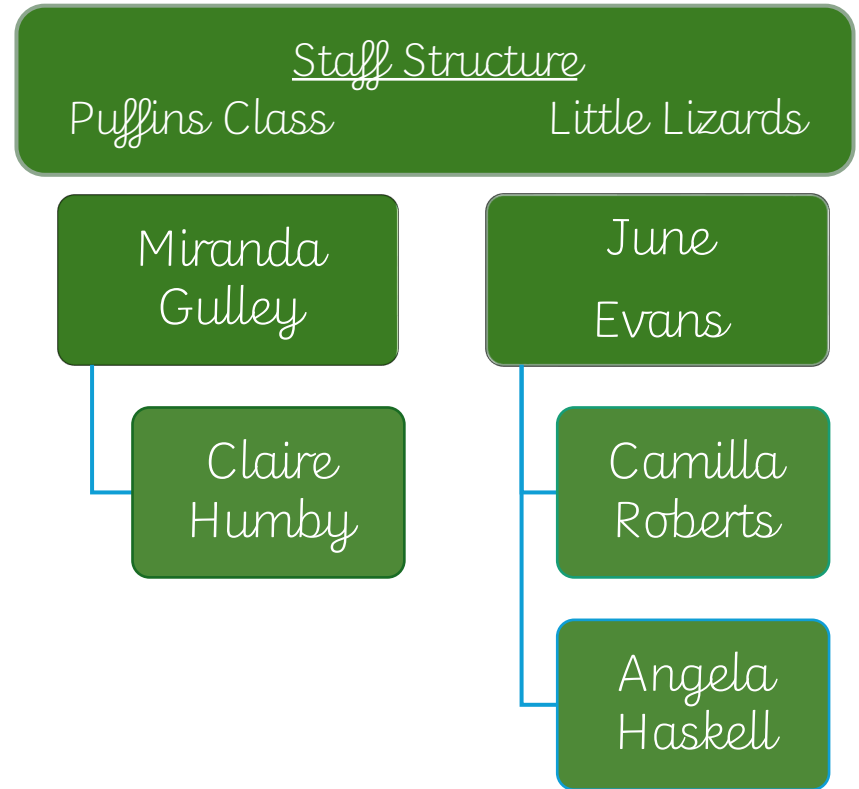 Staff Structure
Puffins Class Little Lizards
Miranda
Gulley
June
Evans
Claire
Humby
Camilla
Roberts
Angela
Haskell